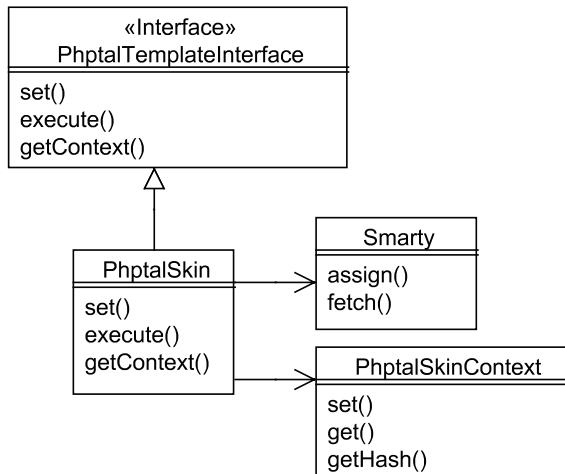 «Interface»
PhptalTemplateInterface
set()
execute()
getContext()
PhptalSkin
set()
execute()
getContext()
Smarty
assign()
fetch()
PhptalSkinContext
set()
get()
getHash()